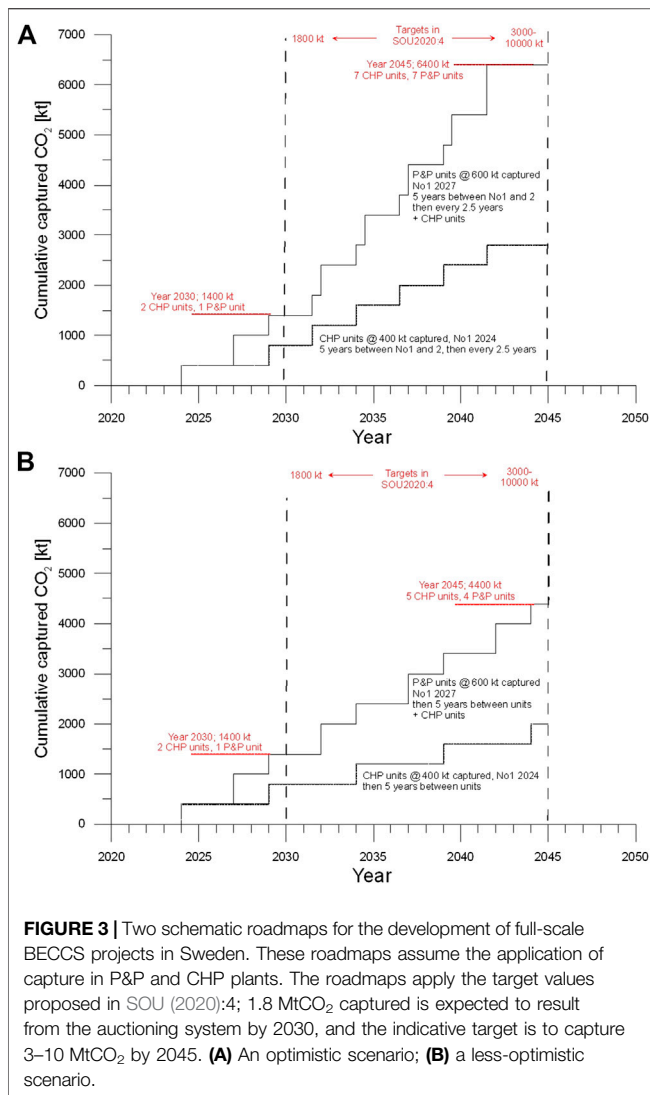 A
7000
6000
5000
4000
3000
2000
1000
0
Cumulative captured CO₂ [kt]
1800 kt
Targets in
SOU2020:4
3000-
10000 kt
Year 2045; 6400 kt
7 CHP units, 7 P&P units
P&P units @ 600 kt captured
No1 2027
5 years between No1 and 2
then every 2.5 years
+ CHP units
Year 2030; 1400 kt
2 CHP units, 1 P&P unit
CHP units @ 400 kt captured, No1 2024
5 years between No1 and 2, then every 2.5 years
2020 2025 2030 2035 2040 2045 2050
Year
B
7000
6000
5000
4000
3000
2000
1000
0
Cumulative captured CO₂ [kt]
1800 kt
Targets in
SOU2020:4
3000-
10000 kt
Year 2045; 4400 kt
5 CHP units, 4 P&P units
P&P units @ 600 kt captured
No1 2027
then 5 years between units
+ CHP units
Year 2030; 1400 kt
2 CHP units, 1 P&P unit
CHP units @ 400 kt captured, No1 2024
then 5 years between units
2020 2025 2030 2035 2040 2045 2050
Year
FIGURE 3 | Two schematic roadmaps for the development of full-scale
BECCS projects in Sweden. These roadmaps assume the application of
capture in P&P and CHP plants. The roadmaps apply the target values
proposed in SOU (2020):4; 1.8 MtCO₂ captured is expected to result
from the auctioning system by 2030, and the indicative target is to capture
3–10 MtCO₂ by 2045. (A) An optimistic scenario; (B) a less-optimistic
scenario.